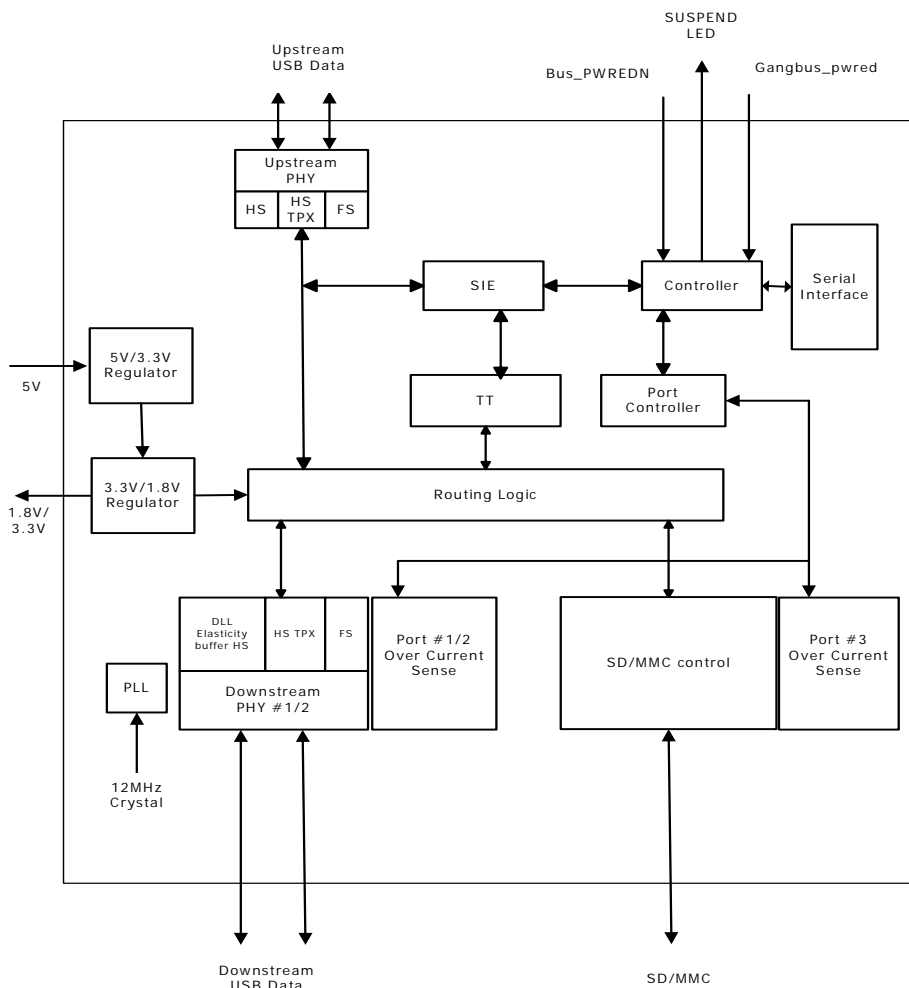 SUSPEND
LED
Upstream
USB Data
Bus_PWREDN
Gangbus_pwred
Upstream
PHY
HS
HS
TPX
FS
SIE
Controller
Serial
Interface
5V/3.3V
Regulator
5V
TT
Port
Controller
3.3V/1.8V
Regulator
1.8V/
3.3V
Routing Logic
DLL
Elasticity
buffer HS
HS TPX
FS
Downstream
PHY #1/2
Port #1/2
Over Current
Sense
SD/MMC control
Port #3
Over Current
Sense
PLL
12MHz
Crystal
Downstream
USB Data
SD/MMC